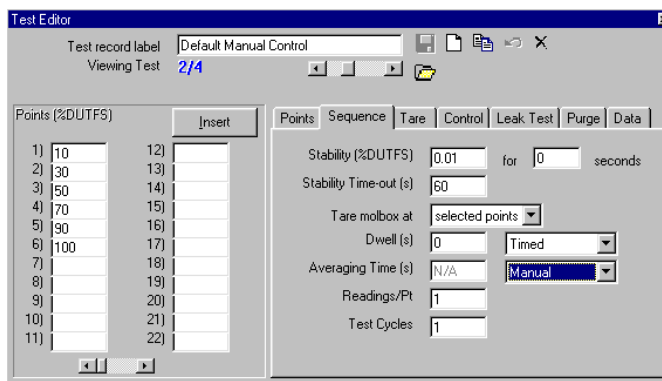 Test Editor
Test record label Default Manual Control
Viewing Test 2/4
Points (%DUTFS) Insert
1) 10 12)
2) 30 13)
3) 50 14)
4) 70 15)
5) 90 16)
6) 100 17)
7) 18)
8) 19)
9) 20)
10) 21)
11) 22)
Points Sequence Tare Control Leak Test Purge Data
Stability (%DUTFS) 0.01 for 0 seconds
Stability Time-out (s) 60
Tare molbox at selected points
Dwell (s) 0 Timed
Averaging Time (s) N/A Manual
Readings/Pt 1
Test Cycles 1